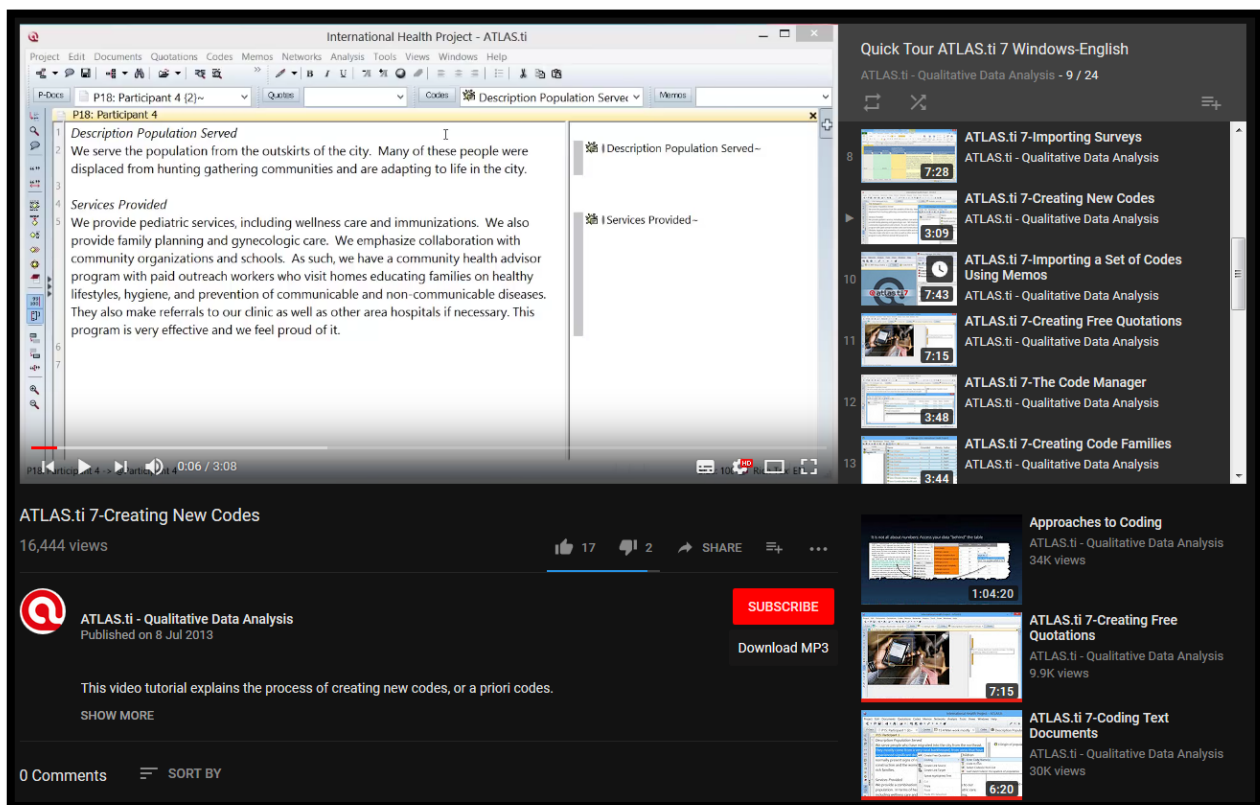 International Health Project - ATLAS.ti
Project Edit Documents Quotations Codes Memos Networks Analysis Tools Views Windows Help
P-Docs P18: Participant 4 {2}~ Quotes Codes Description Population Served Memos
P18: Participant 4
1 Description Population Served
2 We serve the population from the outskirts of the city. Many of these people were
displaced from hunting gathering communities and are adapting to life in the city.
3
4 Services Provided
5 We provide pediatric services, including wellness care and immunizations. We also
provide family planning and gynecologic care. We emphasize collaboration with
community organizations and schools. As such, we have a community health advisor
program with paid outreach workers who visit homes educating families on healthy
lifestyles, hygiene, and prevention of communicable and non-communicable diseases.
They also make referrals to our clinic as well as other area hospitals if necessary. This
program is very effective and we feel proud of it.
6
7
Description Population Served~
Services Provided~
0:06 / 3:08
HD
Quick Tour ATLAS.ti 7 Windows-English
ATLAS.ti - Qualitative Data Analysis - 9 / 24
8
7:28
ATLAS.ti 7-Importing Surveys
ATLAS.ti - Qualitative Data Analysis
3:09
ATLAS.ti 7-Creating New Codes
ATLAS.ti - Qualitative Data Analysis
10
7:43
ATLAS.ti 7-Importing a Set of Codes
Using Memos
ATLAS.ti - Qualitative Data Analysis
11
7:15
ATLAS.ti 7-Creating Free Quotations
ATLAS.ti - Qualitative Data Analysis
12
3:48
ATLAS.ti 7-The Code Manager
ATLAS.ti - Qualitative Data Analysis
13
3:44
ATLAS.ti 7-Creating Code Families
ATLAS.ti - Qualitative Data Analysis
ATLAS.ti 7-Creating New Codes
16,444 views
17 2 SHARE
ATLAS.ti - Qualitative Data Analysis
Published on 8 Jul 2013
SUBSCRIBE
Download MP3
This video tutorial explains the process of creating new codes, or a priori codes.
SHOW MORE
0 Comments SORT BY
1:04:20
Approaches to Coding
ATLAS.ti - Qualitative Data Analysis
34K views
7:15
ATLAS.ti 7-Creating Free
Quotations
ATLAS.ti - Qualitative Data Analysis
9.9K views
6:20
ATLAS.ti 7-Coding Text
Documents
ATLAS.ti - Qualitative Data Analysis
30K views